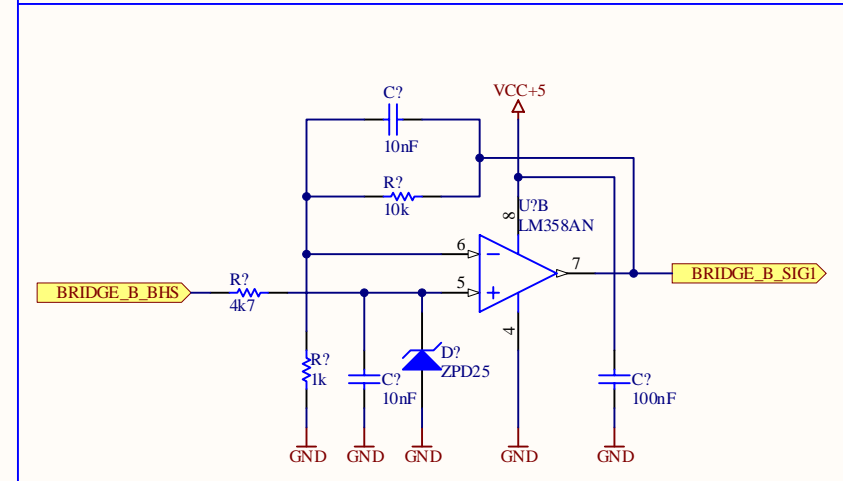 C?
10nF
VCC+5
R?
10k
8
U?B
LM358AN
6
7
BRIDGE_B_SIG1
BRIDGE_B_BHS
R?
4k7
5
4
R?
1k
C?
10nF
D?
ZPD25
C?
100nF
GND
GND
GND
GND
GND